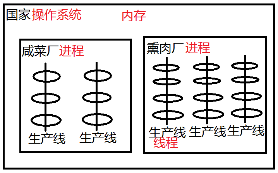 国家操作系统 内存
咸菜厂进程
熏肉厂进程
生产线 生产线
生产线 生产线 生产线
线程